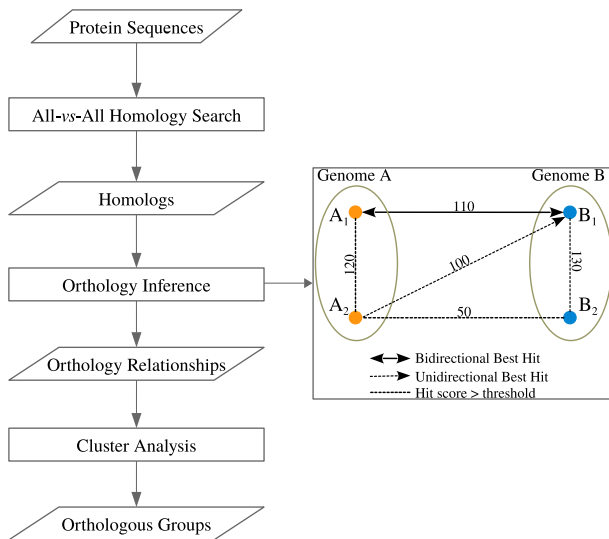 Protein Sequences
All-vs-All Homology Search
Homologs
Orthology Inference
Orthology Relationships
Cluster Analysis
Orthologous Groups
Genome A
Genome B
A1
110
B1
120
100
130
A2
50
B2
Bidirectional Best Hit
Unidirectional Best Hit
Hit score > threshold